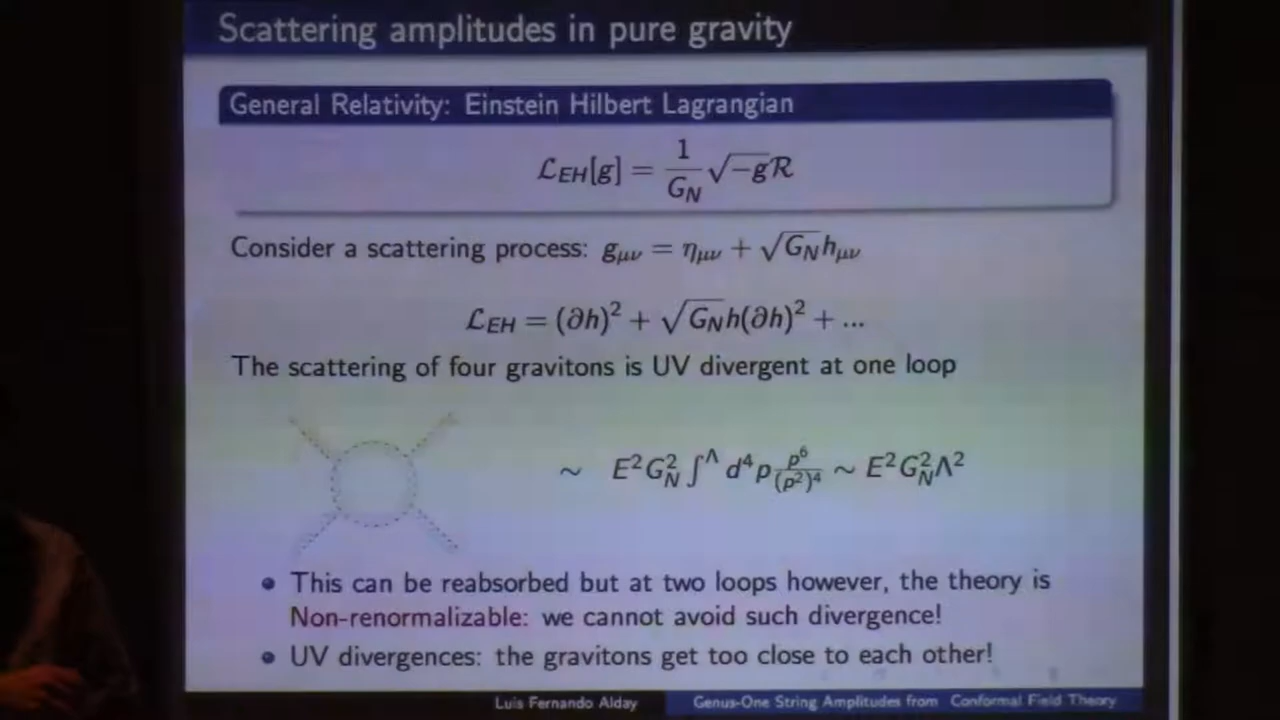 Scattering amplitudes in pure gravity
General Relativity: Einstein Hilbert Lagrangian
ℒ_EH[g] = 1/G_N √−g ℛ
Consider a scattering process: g_μν = η_μν + √G_N h_μν
ℒ_EH = (∂h)² + √G_N h(∂h)² + ...
The scattering of four gravitons is UV divergent at one loop
∼ E²G_N² ∫^Λ d⁴p p⁶/(p²)⁴ ∼ E²G_N²Λ²
• This can be reabsorbed but at two loops however, the theory is
Non-renormalizable: we cannot avoid such divergence!
• UV divergences: the gravitons get too close to each other!
Luis Fernando Alday
Genus-One String Amplitudes from Conformal Field Theory